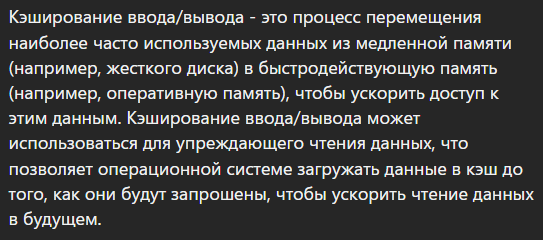 Кэширование ввода/вывода - это процесс перемещения
наиболее часто используемых данных из медленной памяти
(например, жесткого диска) в быстродействующую память
(например, оперативную память), чтобы ускорить доступ к
этим данным. Кэширование ввода/вывода может
использоваться для упреждающего чтения данных, что
позволяет операционной системе загружать данные в кэш до
того, как они будут запрошены, чтобы ускорить чтение данных
в будущем.